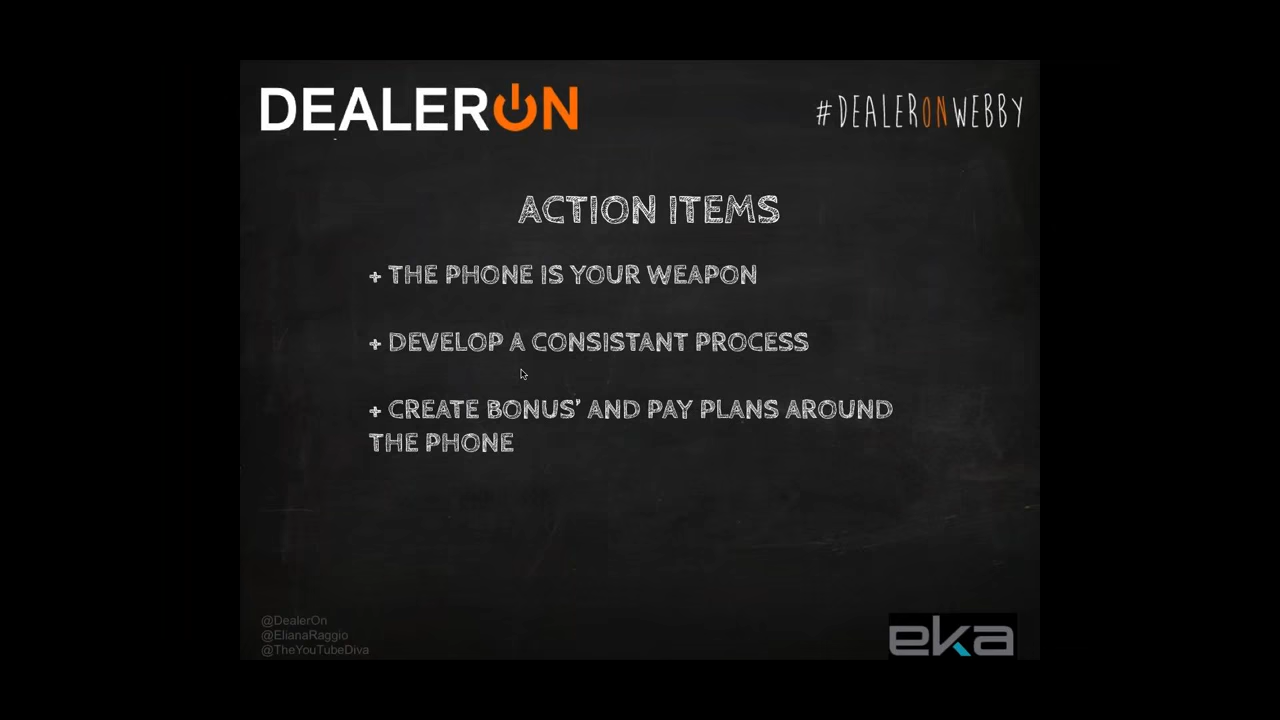 DEALERON
#DEALERONWEBBY
ACTION ITEMS
+ THE PHONE IS YOUR WEAPON
+ DEVELOP A CONSISTANT PROCESS
+ CREATE BONUS' AND PAY PLANS AROUND
THE PHONE
@DealerOn
@ElianaRaggio
@TheYouTubeDiva
eka